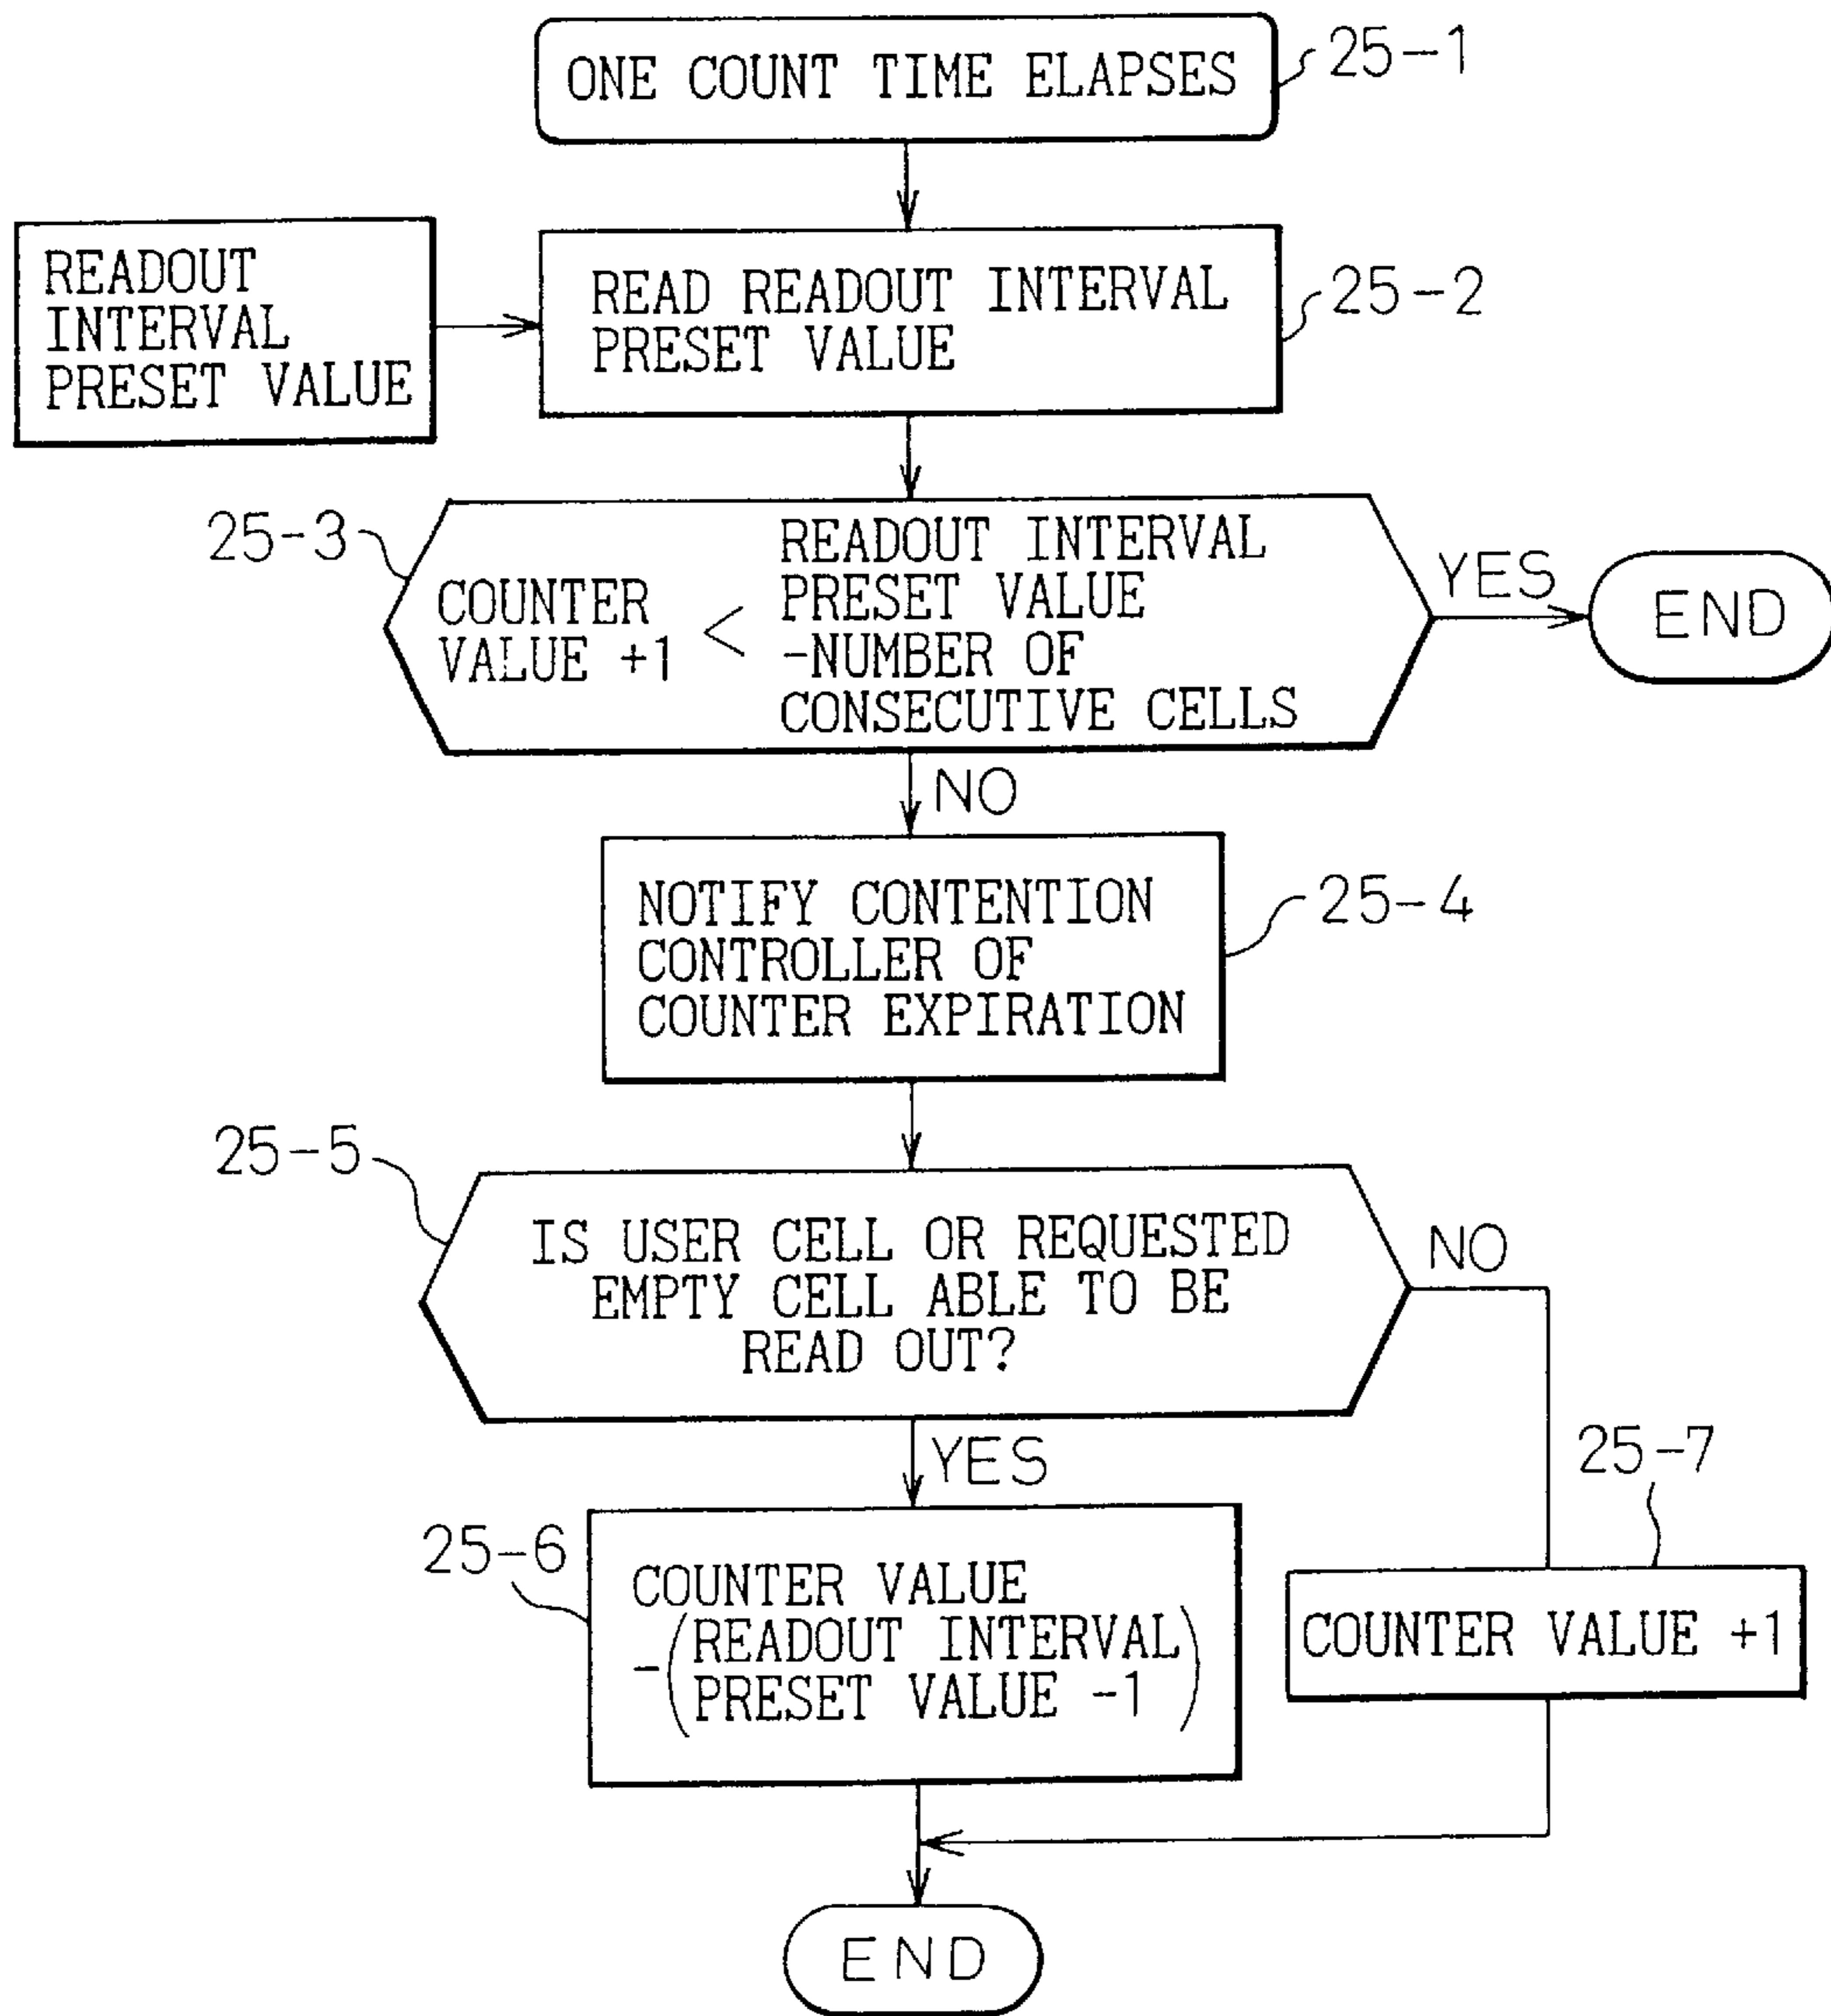 ONE COUNT TIME ELAPSES
25-1
READOUT
INTERVAL
PRESET VALUE
READ READOUT INTERVAL
PRESET VALUE
25-2
25-3
COUNTER
VALUE +1
<
READOUT INTERVAL
PRESET VALUE
-NUMBER OF
CONSECUTIVE CELLS
YES
END
NO
NOTIFY CONTENTION
CONTROLLER OF
COUNTER EXPIRATION
25-4
25-5
IS USER CELL OR REQUESTED
EMPTY CELL ABLE TO BE
READ OUT?
NO
YES
25-6
COUNTER VALUE
-(READOUT INTERVAL
PRESET VALUE -1)
25-7
COUNTER VALUE +1
END